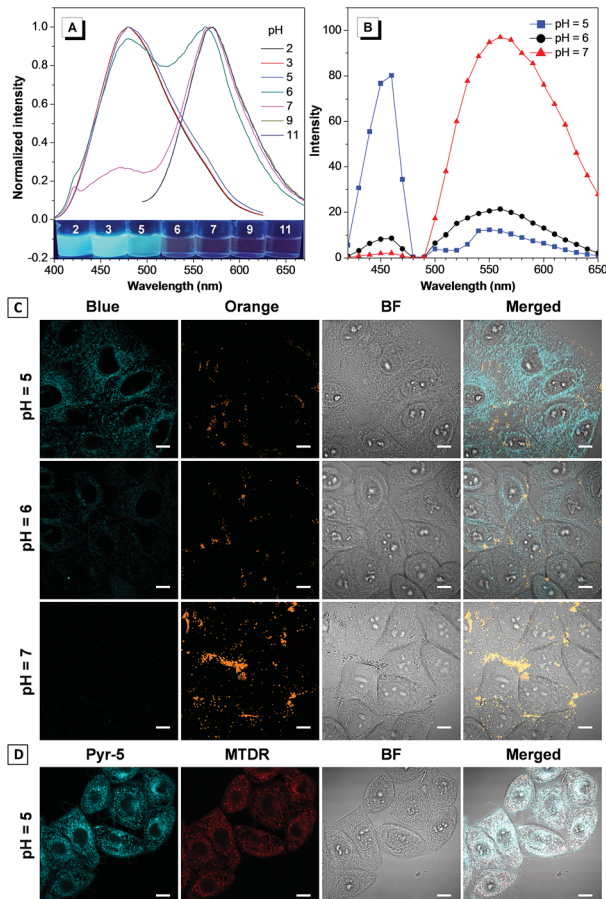 A
pH
2
3
5
6
7
9
11
Normalized intensity
1.0
0.8
0.6
0.4
0.2
0.0
-0.2
2 3 5 6 7 9 11
400 450 500 550 600 650
Wavelength (nm)
B
pH = 5
pH = 6
pH = 7
Intensity
100
80
60
40
20
0
450 500 550 600 650
Wavelength (nm)
C
Blue Orange BF Merged
pH = 5
pH = 6
pH = 7
D
Pyr-5 MTDR BF Merged
pH = 5